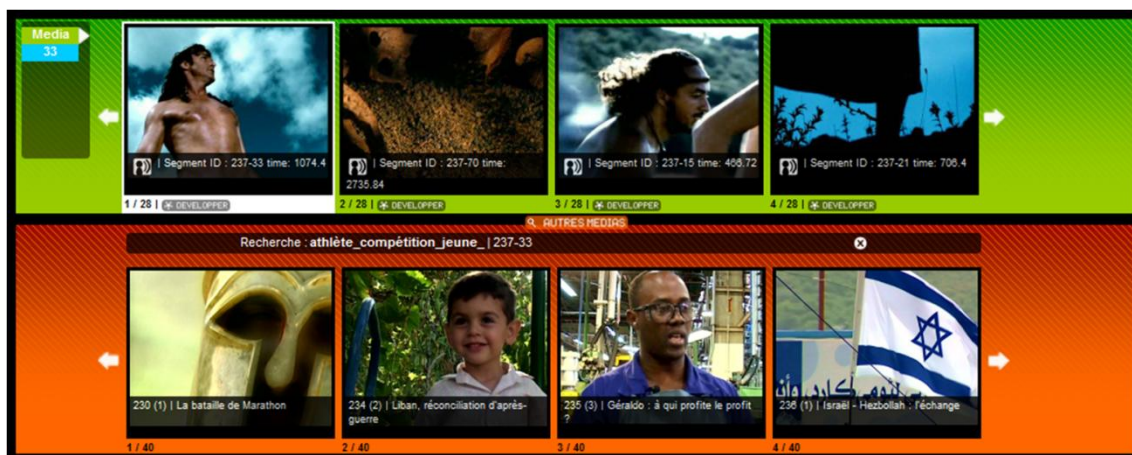 Media
33
| Segment ID : 237-33 time: 1074.4
| Segment ID : 237-70 time:
2735.84
| Segment ID : 237-15 time: 466.72
| Segment ID : 237-21 time: 706.4
1 / 28 | DEVELOPPER
2 / 28 | DEVELOPPER
3 / 28 | DEVELOPPER
4 / 28 | DEVELOPPER
AUTRES MEDIAS
Recherche : athlète_compétition_jeune_ | 237-33
230 (1) | La bataille de Marathon
234 (2) | Liban, réconciliation d'après-
guerre
235 (3) | Géraldo : à qui profite le profit
?
236 (1) | Israël - Hezbollah : l'échange
1 / 40
2 / 40
3 / 40
4 / 40